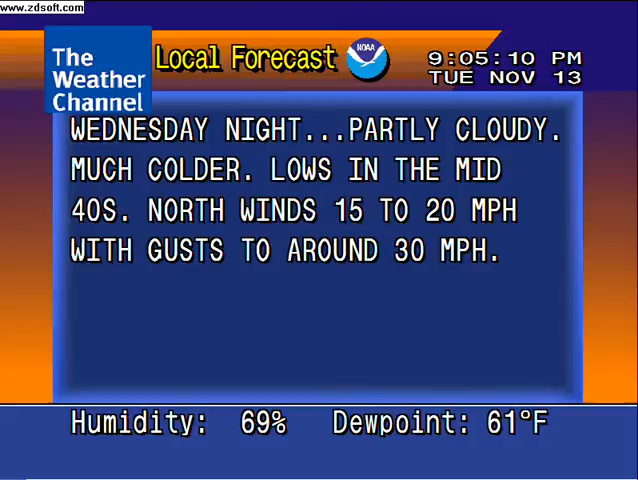 www.zdsoft.com
The
Weather
Channel
Local Forecast
NOAA
9:05:10 PM
TUE NOV 13
WEDNESDAY NIGHT...PARTLY CLOUDY.
MUCH COLDER. LOWS IN THE MID
40S. NORTH WINDS 15 TO 20 MPH
WITH GUSTS TO AROUND 30 MPH.
Humidity: 69% Dewpoint: 61°F